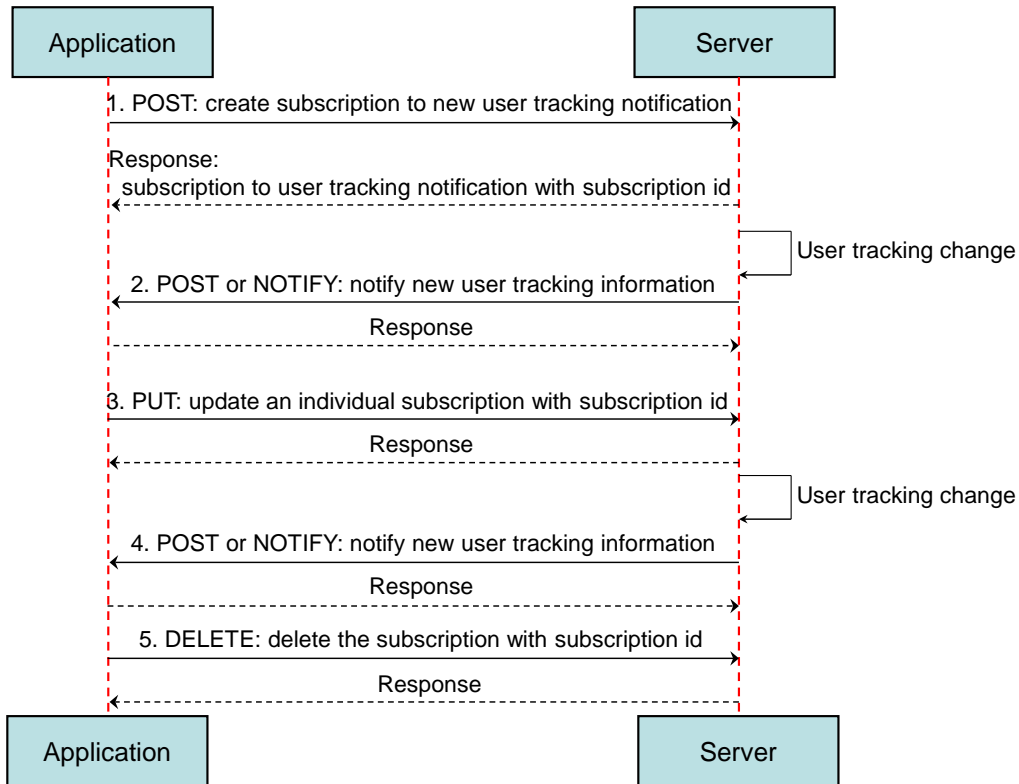 Application
Server
1. POST: create subscription to new user tracking notification
Response:
subscription to user tracking notification with subscription id
User tracking change
2. POST or NOTIFY: notify new user tracking information
Response
3. PUT: update an individual subscription with subscription id
Response
User tracking change
4. POST or NOTIFY: notify new user tracking information
Response
5. DELETE: delete the subscription with subscription id
Response
Application
Server